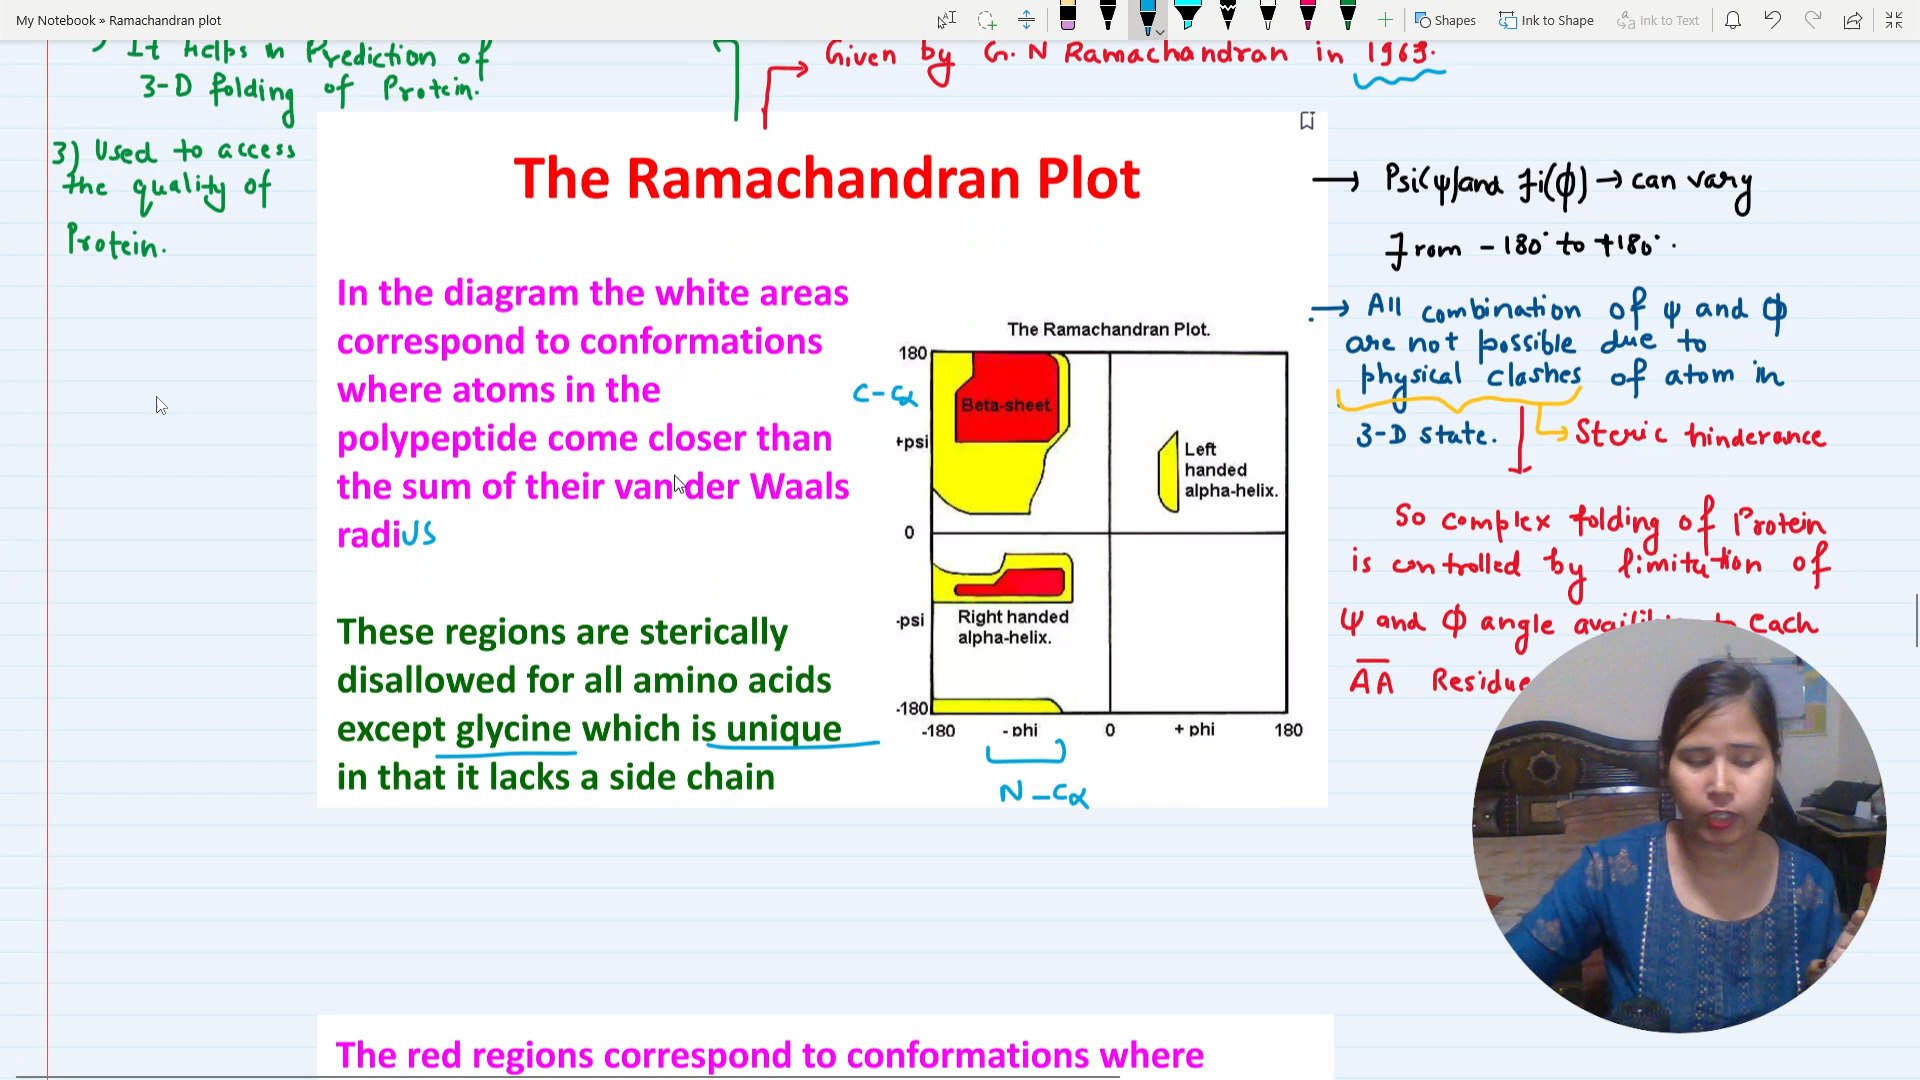 My Notebook » Ramachandran plot
Shapes
Ink to Shape
Ink to Text
It Helps in Prediction of
3-D folding of Protein.
3) Used to access
the quality of
Protein.
Given by G. N Ramachandran in 1963.
The Ramachandran Plot
In the diagram the white areas
correspond to conformations
where atoms in the
polypeptide come closer than
the sum of their van der Waals
radius
These regions are sterically
disallowed for all amino acids
except glycine which is unique
in that it lacks a side chain
The Ramachandran Plot.
180
C-Cα
Beta-sheet
+psi
Left
handed
alpha-helix.
0
-psi
Right handed
alpha-helix.
-180
-180 - phi 0 + phi 180
N-Cα
→ Psi(ψ)and fi(ϕ) → can vary
from -180° to +180°.
→ All combination of ψ and ϕ
are not possible due to
physical clashes of atom in
3-D state.
Steric hinderance
So complex folding of Protein
is controlled by limitation of
ψ and ϕ angle each
AA
The red regions correspond to conformations where